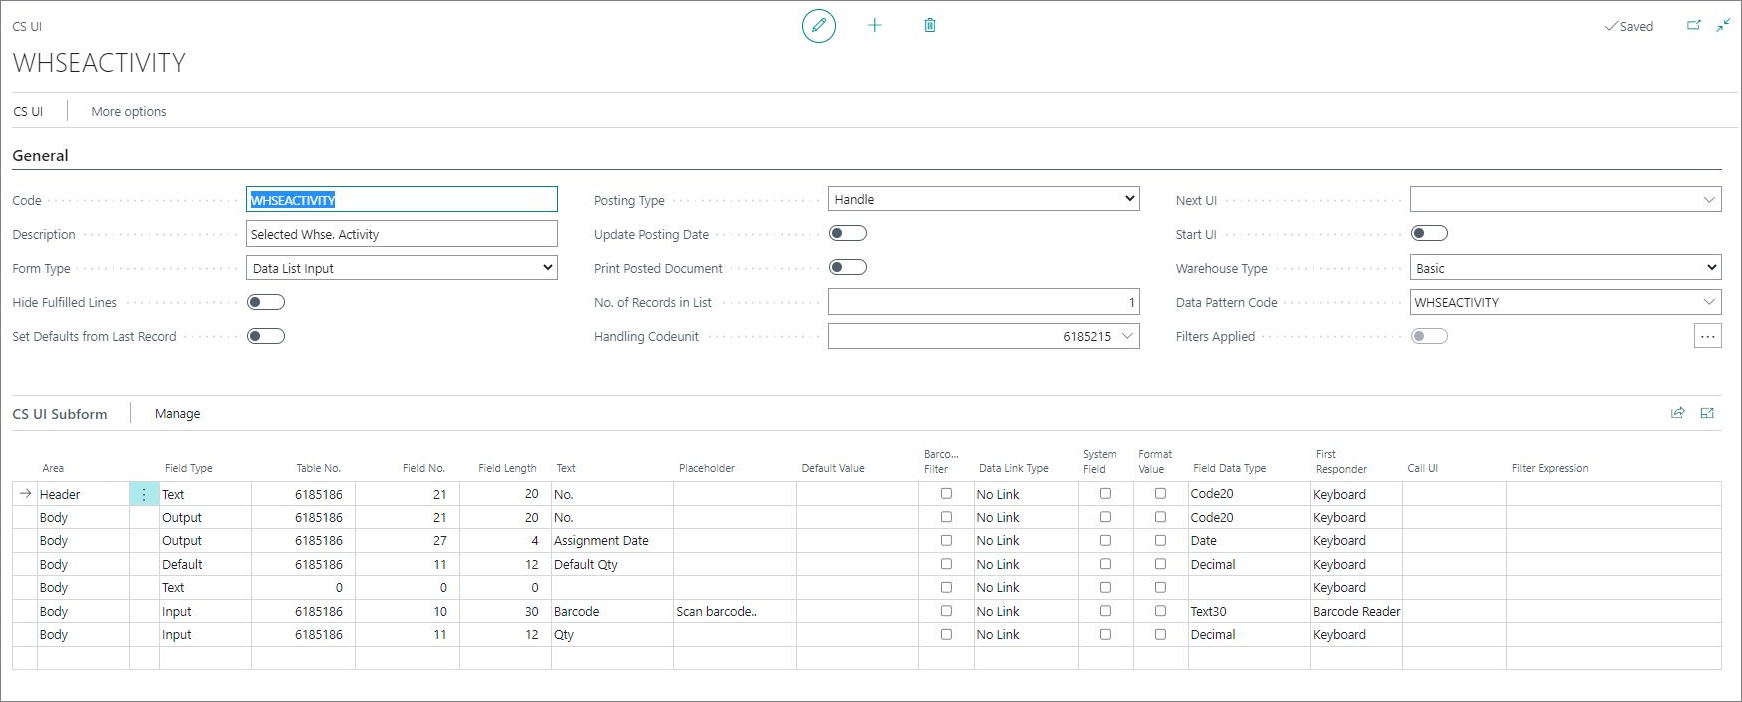 CS UI
Saved
WHSEACTIVITY
CS UI More options
General
Code WHSEACTIVITY Posting Type Handle Next UI
Description Selected Whse. Activity Update Posting Date Start UI
Form Type Data List Input Print Posted Document Warehouse Type Basic
Hide Fulfilled Lines No. of Records in List 1 Data Pattern Code WHSEACTIVITY
Set Defaults from Last Record Handling Codeunit 6185215 Filters Applied ...
CS UI Subform Manage
Area Field Type Table No. Field No. Field Length Text Placeholder Default Value Barco... Filter Data Link Type System Field Format Value Field Data Type First Responder Call UI Filter Expression
Header Text 6185186 21 20 No. No Link Code20 Keyboard
Body Output 6185186 21 20 No. No Link Code20 Keyboard
Body Output 6185186 27 4 Assignment Date No Link Date Keyboard
Body Default 6185186 11 12 Default Qty No Link Decimal Keyboard
Body Text 0 0 0 No Link Keyboard
Body Input 6185186 10 30 Barcode Scan barcode.. No Link Text30 Barcode Reader
Body Input 6185186 11 12 Qty No Link Decimal Keyboard